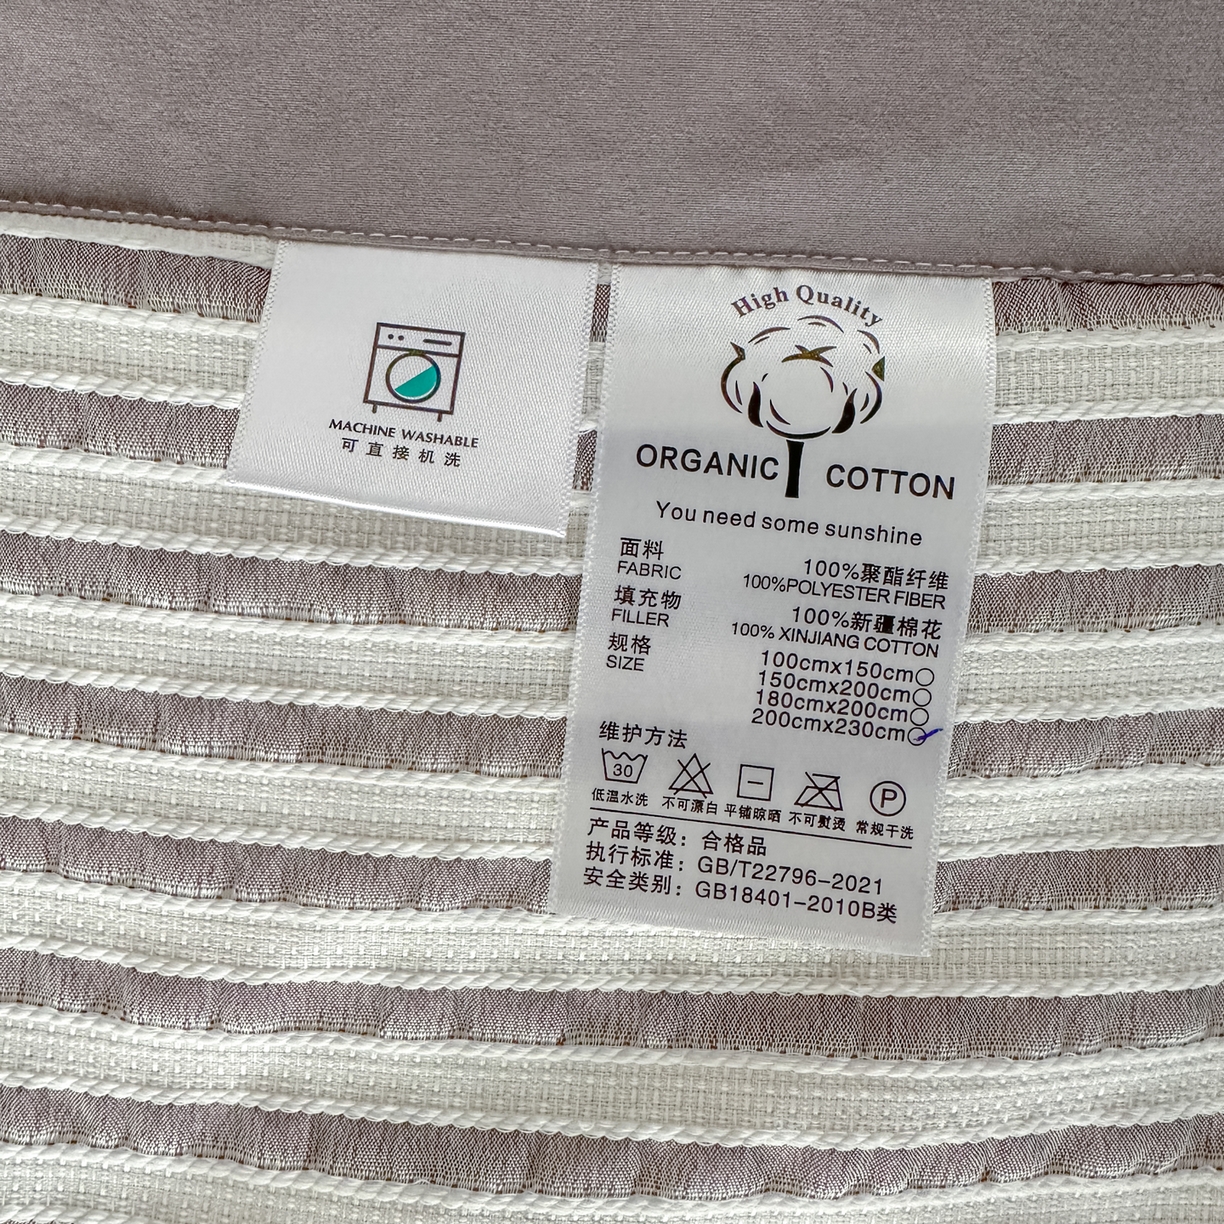 MACHINE WASHABLE
可直接机洗
High Quality
ORGANIC COTTON
You need some sunshine
面料 100%聚酯纤维
FABRIC 100%POLYESTER FIBER
填充物 100%新疆棉花
FILLER 100% XINJIANG COTTON
规格 100cmx150cm
SIZE 150cmx200cm
180cmx200cm
200cmx230cm
维护方法
30 P
低温水洗 不可漂白 平铺晾晒 不可熨烫 常规干洗
产品等级：合格品
执行标准：GB/T22796-2021
安全类别：GB18401-2010B类